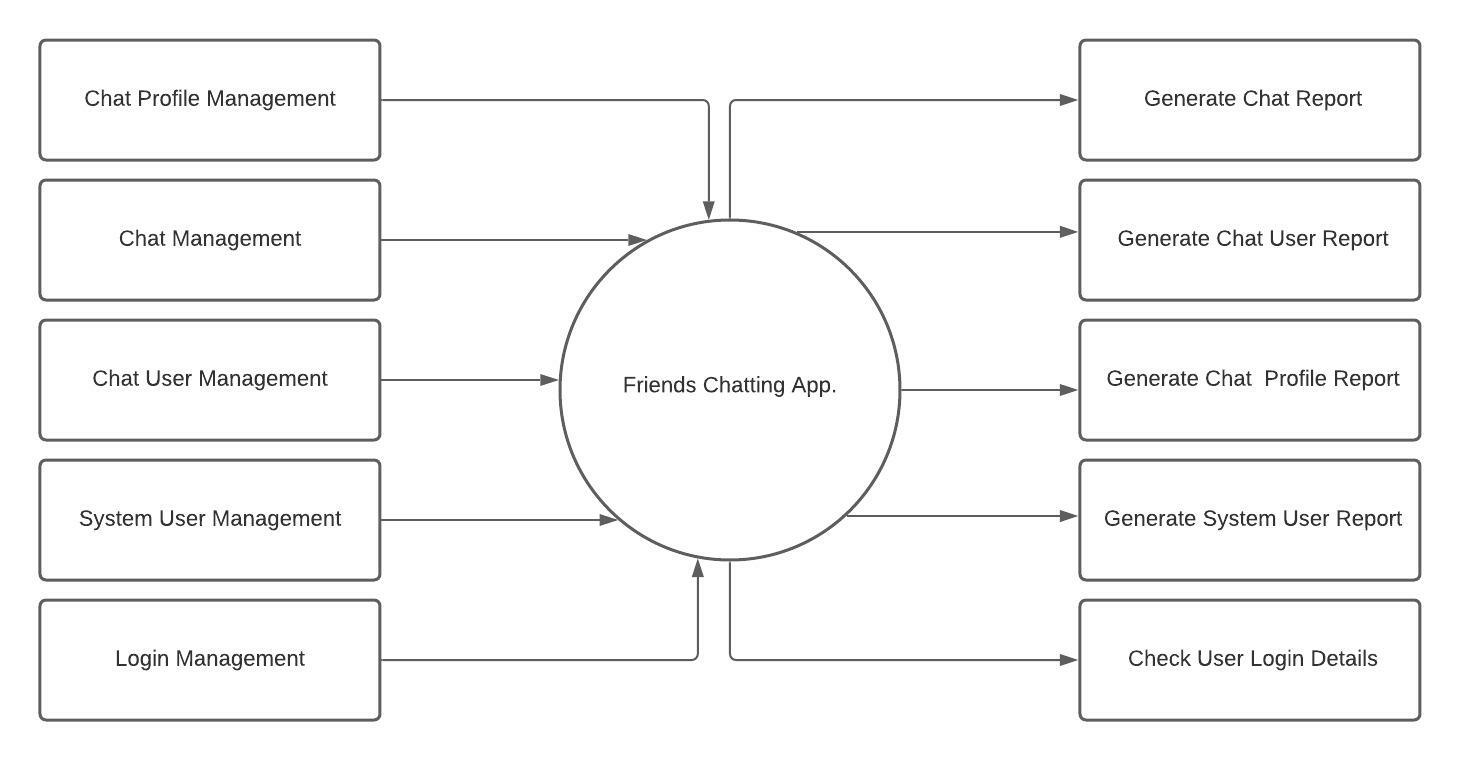 Chat Profile Management
Chat Management
Chat User Management
System User Management
Login Management
Friends Chatting App.
Generate Chat Report
Generate Chat User Report
Generate Chat  Profile Report
Generate System User Report
Check User Login Details